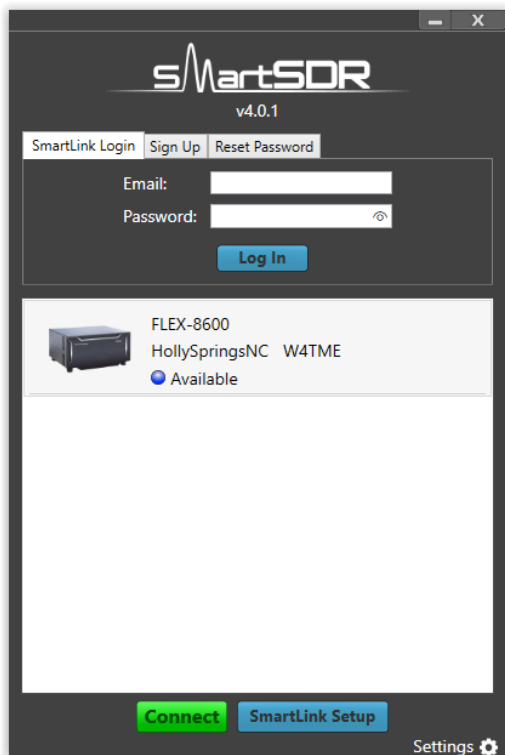 X
sMartSDR
v4.0.1
SmartLink Login Sign Up Reset Password
Email:
Password:
Log In
FLEX-8600
HollySpringsNC W4TME
Available
Connect SmartLink Setup
Settings